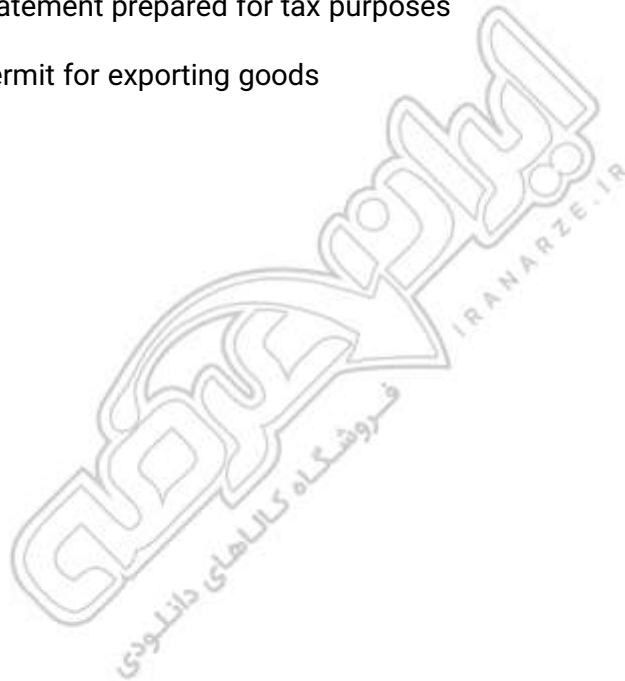 atement prepared for tax purposes
ermit for exporting goods
ایران
عرضه
IRANARZE.IR
فروشگاه کالاهای دانلودی